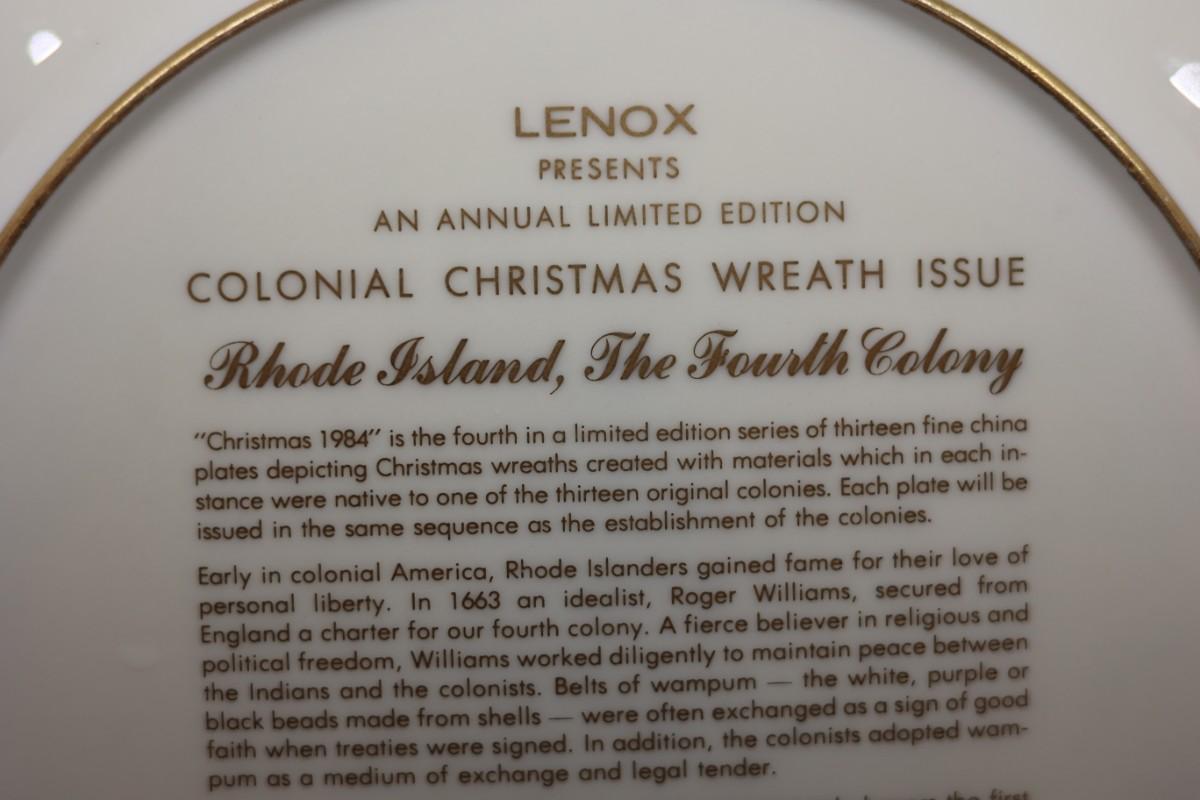 LENOX
PRESENTS
AN ANNUAL LIMITED EDITION
COLONIAL CHRISTMAS WREATH ISSUE
Rhode Island, The Fourth Colony
"Christmas 1984" is the fourth in a limited edition series of thirteen fine china
plates depicting Christmas wreaths created with materials which in each in-
stance were native to one of the thirteen original colonies. Each plate will be
issued in the same sequence as the establishment of the colonies.
Early in colonial America, Rhode Islanders gained fame for their love of
personal liberty. In 1663 an idealist, Roger Williams, secured from
England a charter for our fourth colony. A fierce believer in religious and
political freedom, Williams worked diligently to maintain peace between
the Indians and the colonists. Belts of wampum — the white, purple or
black beads made from shells — were often exchanged as a sign of good
faith when treaties were signed. In addition, the colonists adopted wam-
pum as a medium of exchange and legal tender.
the first